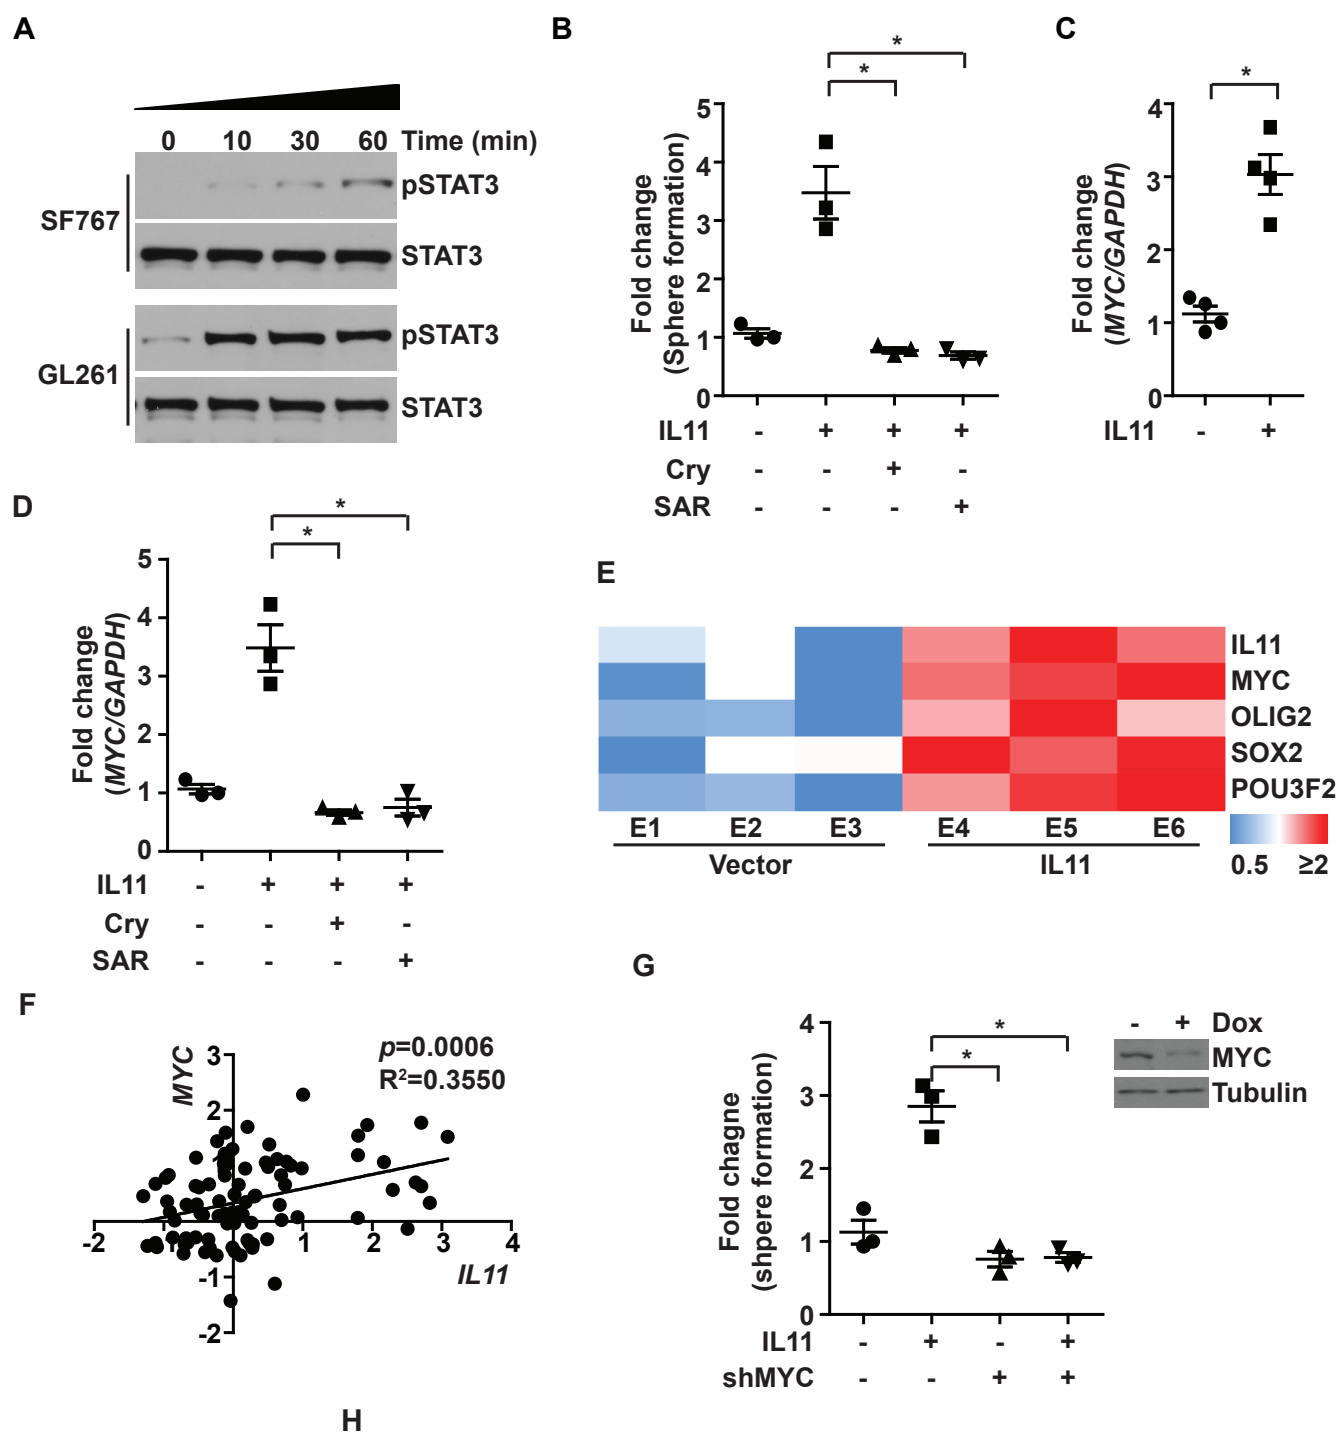 A
0 10 30 60 Time (min)
SF767
pSTAT3
STAT3
GL261
pSTAT3
STAT3
B
* *
Fold change
(Sphere formation)
5
4
3
2
1
0
IL11 - + + +
Cry - - + -
SAR - - - +
C
*
Fold change
(MYC/GAPDH)
4
3
2
1
0
IL11 - +
D
* *
Fold change
(MYC/GAPDH)
5
4
3
2
1
0
IL11 - + + +
Cry - - + -
SAR - - - +
E
IL11
MYC
OLIG2
SOX2
POU3F2
E1 E2 E3 E4 E5 E6
Vector IL11
0.5 ≥2
F
MYC
p=0.0006
R²=0.3550
3
2
-2 1 2 3 4
-1
-2
IL11
G
* *
Fold chagne
(shpere formation)
4
3
2
1
0
IL11 - + - +
shMYC - - + +
- + Dox
MYC
Tubulin
H